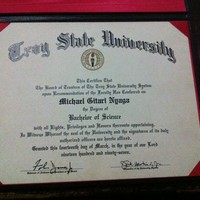 Troy State University
This Certifies That
The Board of Trustees of The Troy State University System
upon Recommendation of the Faculty Has Conferred on
Michael Gitari Nyaga
the Degree of
Bachelor of Science
with all Rights, Privileges and Honors thereunto appertaining.
In Witness Whereof the seal of the University and the signatures of its duly
authorized officers are hereto affixed.
Granted this fourteenth day of March, in the year of our Lord
nineteen hundred and ninety-